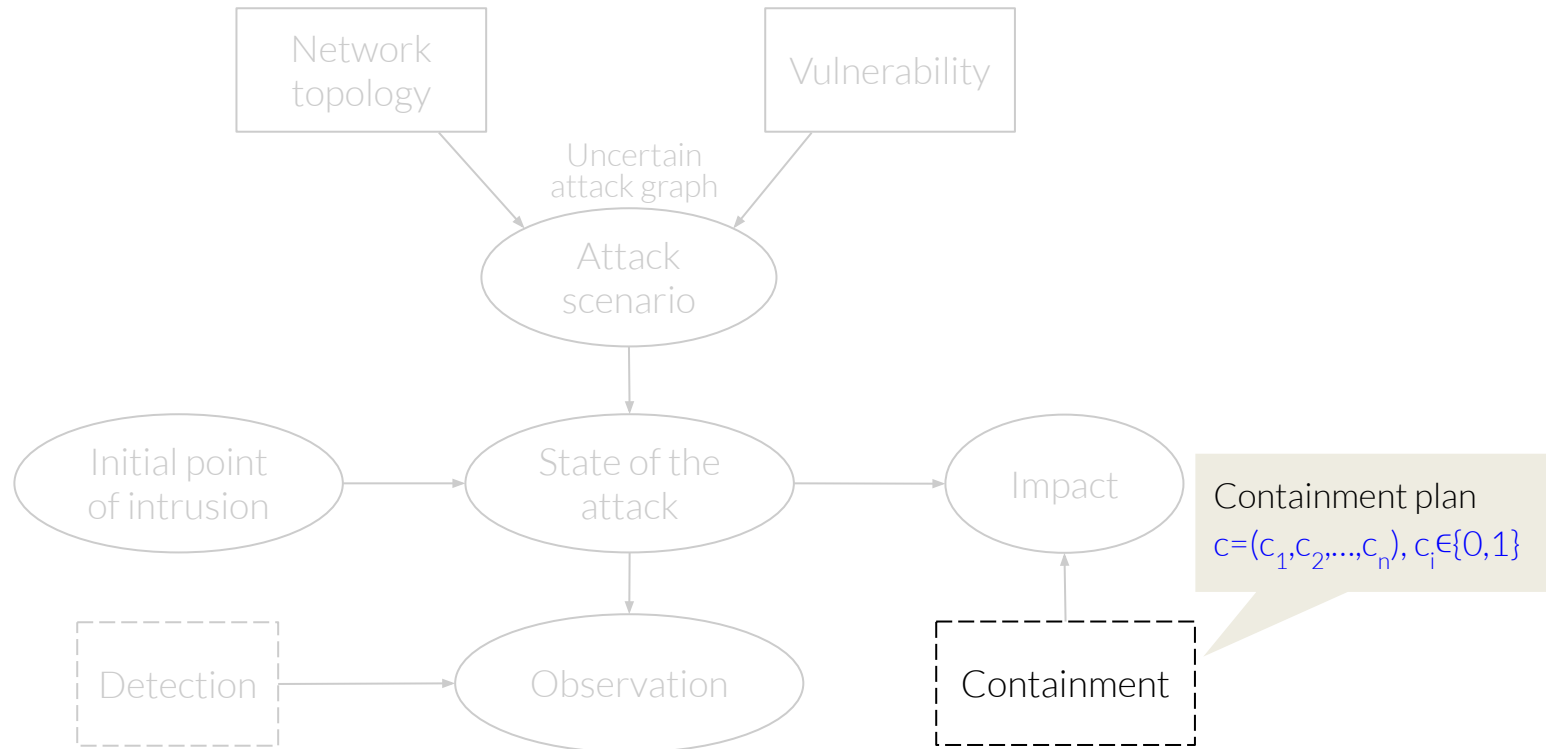 Network
topology
Vulnerability
Uncertain
attack graph
Attack
scenario
Initial point
of intrusion
State of the
attack
Impact
Containment plan
c=(c₁,c₂,...,cₙ), cᵢ∈{0,1}
Detection
Observation
Containment